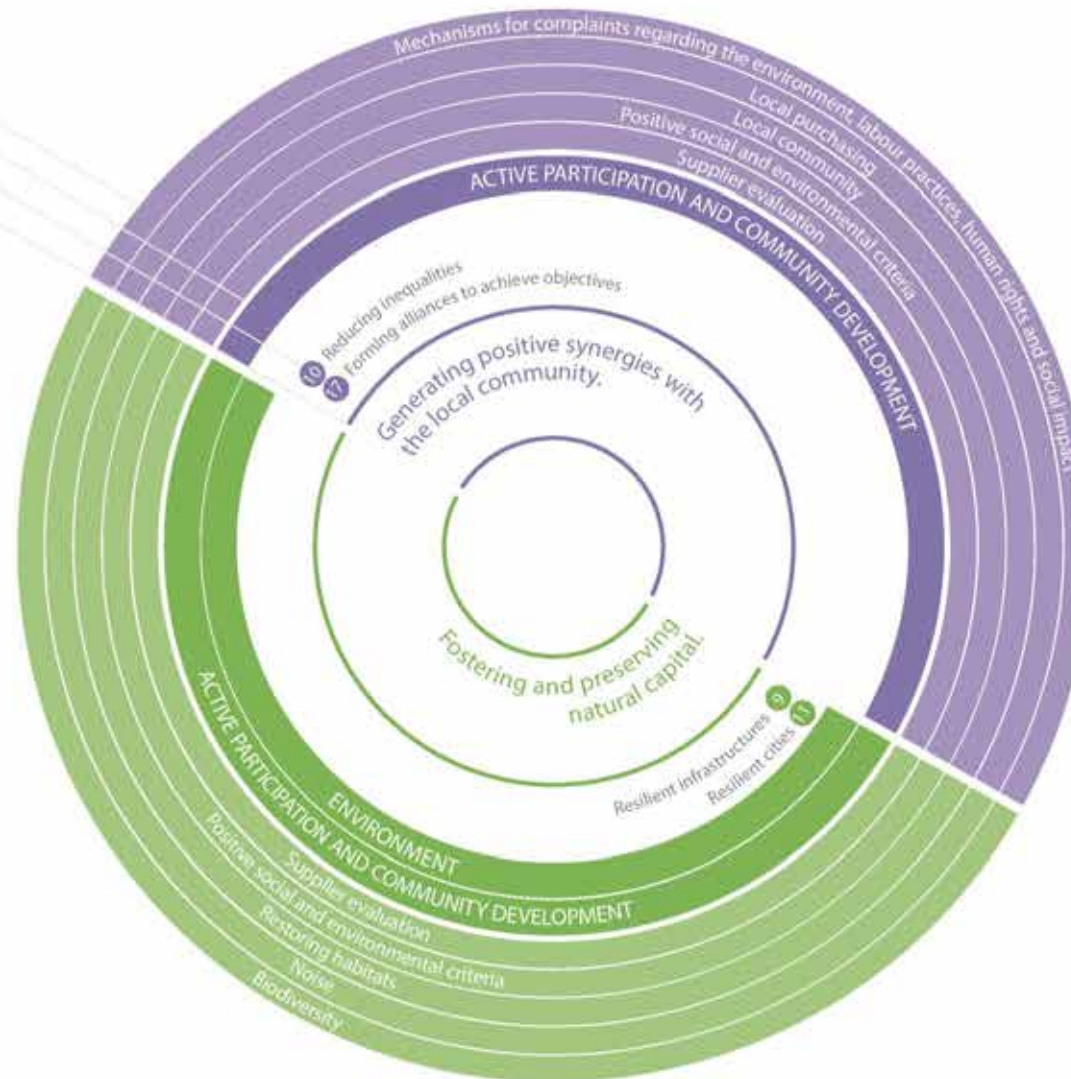 Mechanisms for complaints regarding the environment, labour practices, human rights and social impact
Local purchasing
Local community
Positive social and environmental criteria
Supplier evaluation
ACTIVE PARTICIPATION AND COMMUNITY DEVELOPMENT
10 Reducing inequalities
17 Forming alliances to achieve objectives
Generating positive synergies with
the local community.
Fostering and preserving
natural capital.
9 Resilient infrastructures
11 Resilient cities
ENVIRONMENT
ACTIVE PARTICIPATION AND COMMUNITY DEVELOPMENT
Supplier evaluation
Positive social and environmental criteria
Restoring habitats
Noise
Biodiversity